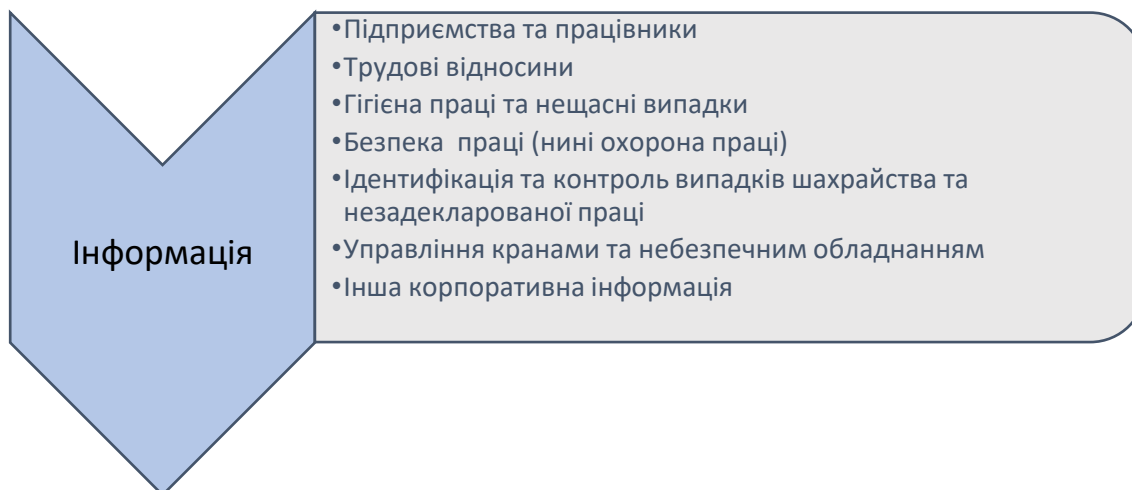 •Підприємства та працівники
•Трудові відносини
•Гігієна праці та нещасні випадки
•Безпека  праці (нині охорона праці)
•Ідентифікація та контроль випадків шахрайства та
незадекларованої праці
•Управління кранами та небезпечним обладнанням
•Інша корпоративна інформація
Інформація